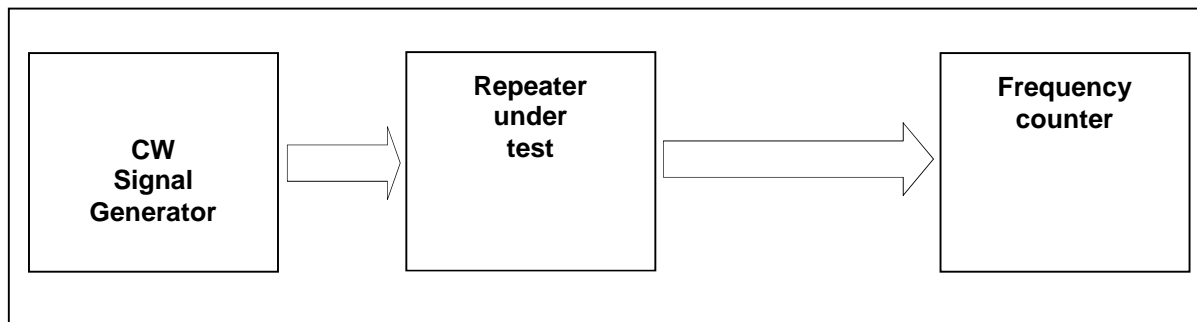 CW
Signal
Generator
Repeater
under
test
Frequency
counter